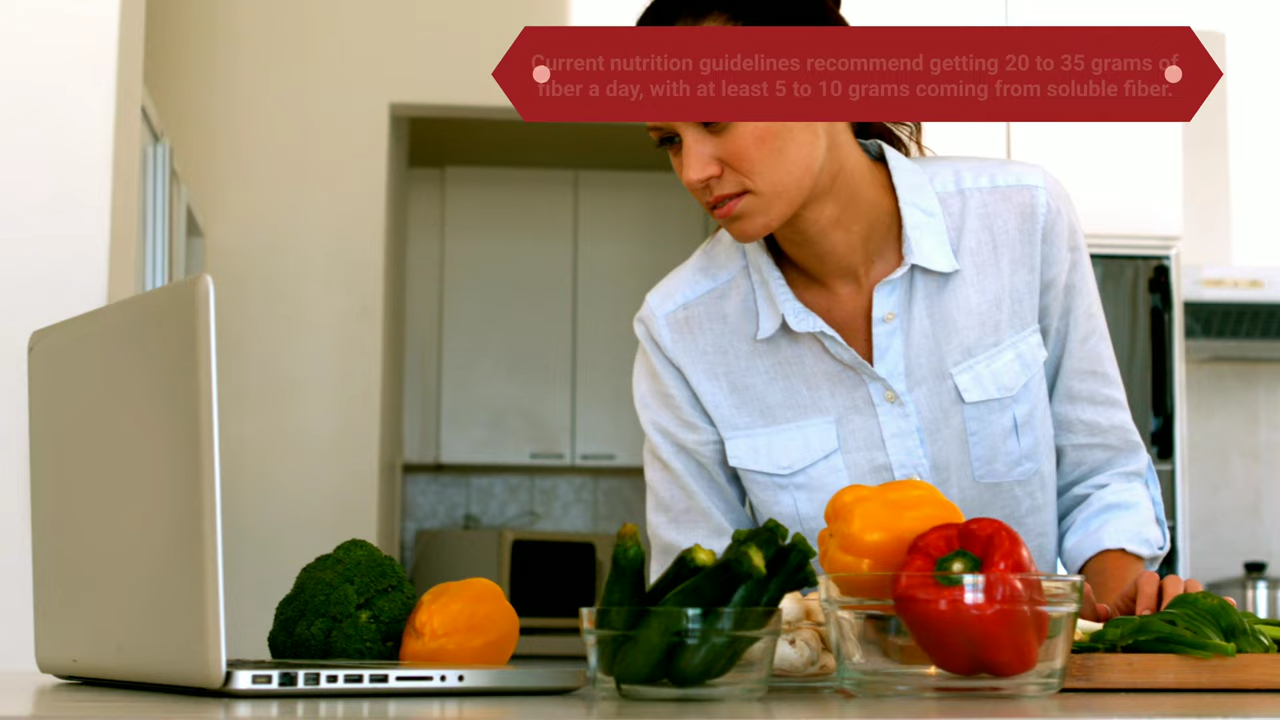 Current nutrition guidelines recommend getting 20 to 35 grams of
fiber a day, with at least 5 to 10 grams coming from soluble fiber.